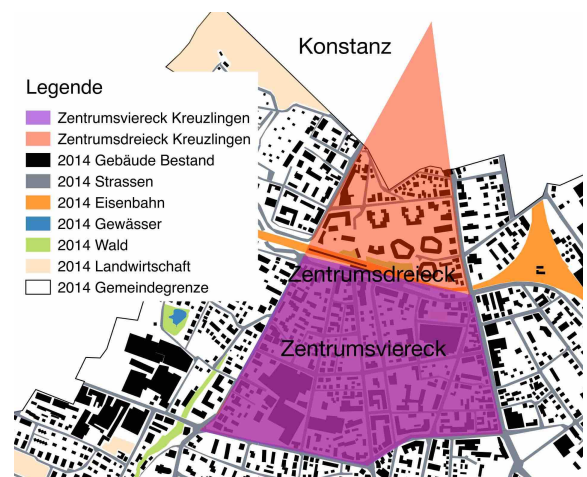 Konstanz
Legende
Zentrumsviereck Kreuzlingen
Zentrumsdreieck Kreuzlingen
2014 Gebäude Bestand
2014 Strassen
2014 Eisenbahn
2014 Gewässer
2014 Wald
2014 Landwirtschaft
2014 Gemeindegrenze
Zentrumsdreieck
Zentrumsviereck